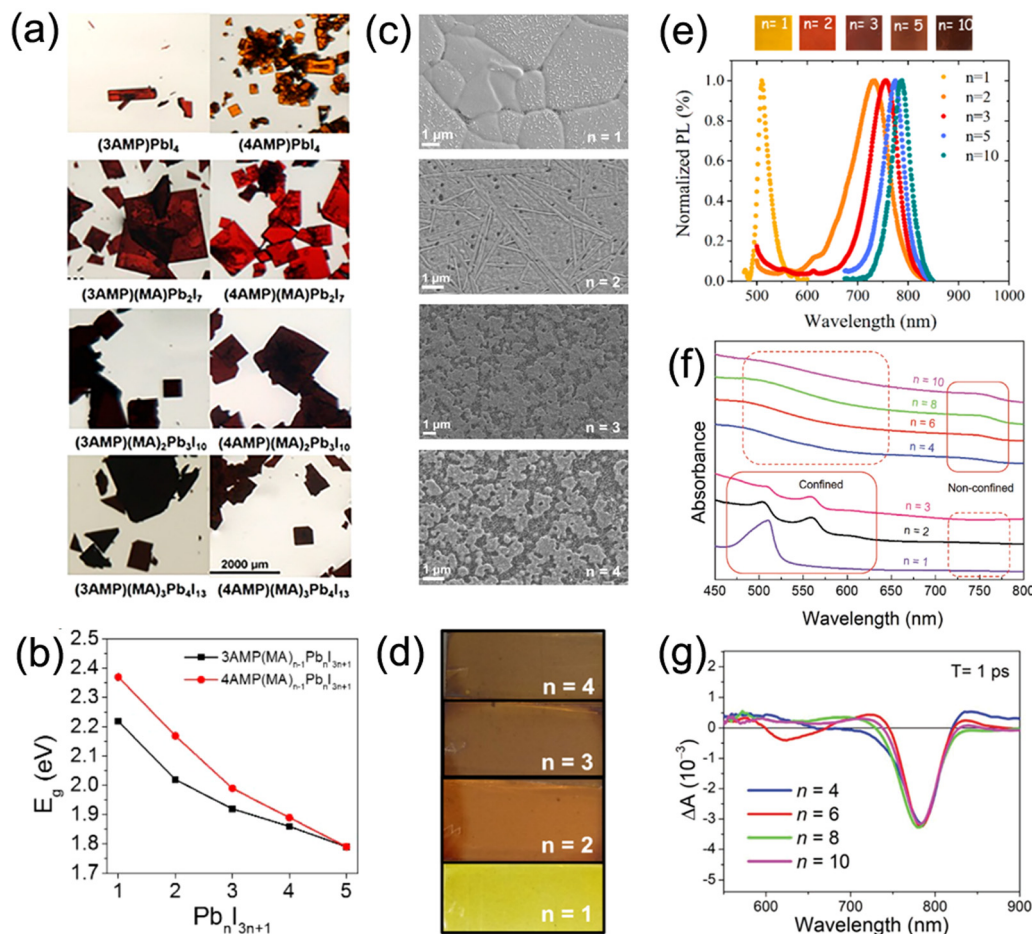 (a)
(3AMP)PbI₄
(4AMP)PbI₄
(3AMP)(MA)Pb₂I₇
(4AMP)(MA)Pb₂I₇
(3AMP)(MA)₂Pb₃I₁₀
(4AMP)(MA)₂Pb₃I₁₀
2000 μm
(3AMP)(MA)₃Pb₄I₁₃
(4AMP)(MA)₃Pb₄I₁₃
(b)
E_g (eV)
2.5
2.4
2.3
2.2
2.1
2.0
1.9
1.8
1.7
3AMP(MA)ₙ₋₁PbₙI₃ₙ₊₁
4AMP(MA)ₙ₋₁PbₙI₃ₙ₊₁
1 2 3 4 5
PbₙI₃ₙ₊₁
(c)
1 μm
n = 1
1 μm
n = 2
1 μm
n = 3
1 μm
n = 4
(d)
n = 4
n = 3
n = 2
n = 1
(e)
n= 1
n= 2
n= 3
n= 5
n= 10
Normalized PL (%)
1.0
0.8
0.6
0.4
0.2
0.0
n=1
n=2
n=3
n=5
n=10
500 600 700 800 900 1000
Wavelength (nm)
(f)
Absorbance
n = 10
n = 8
n = 6
n = 4
Confined
Non-confined
n = 3
n = 2
n = 1
450 500 550 600 650 700 750 800
Wavelength (nm)
(g)
T= 1 ps
ΔA (10⁻³)
2
1
0
-1
-2
-3
-4
-5
n = 4
n = 6
n = 8
n = 10
600 700 800 900
Wavelength (nm)